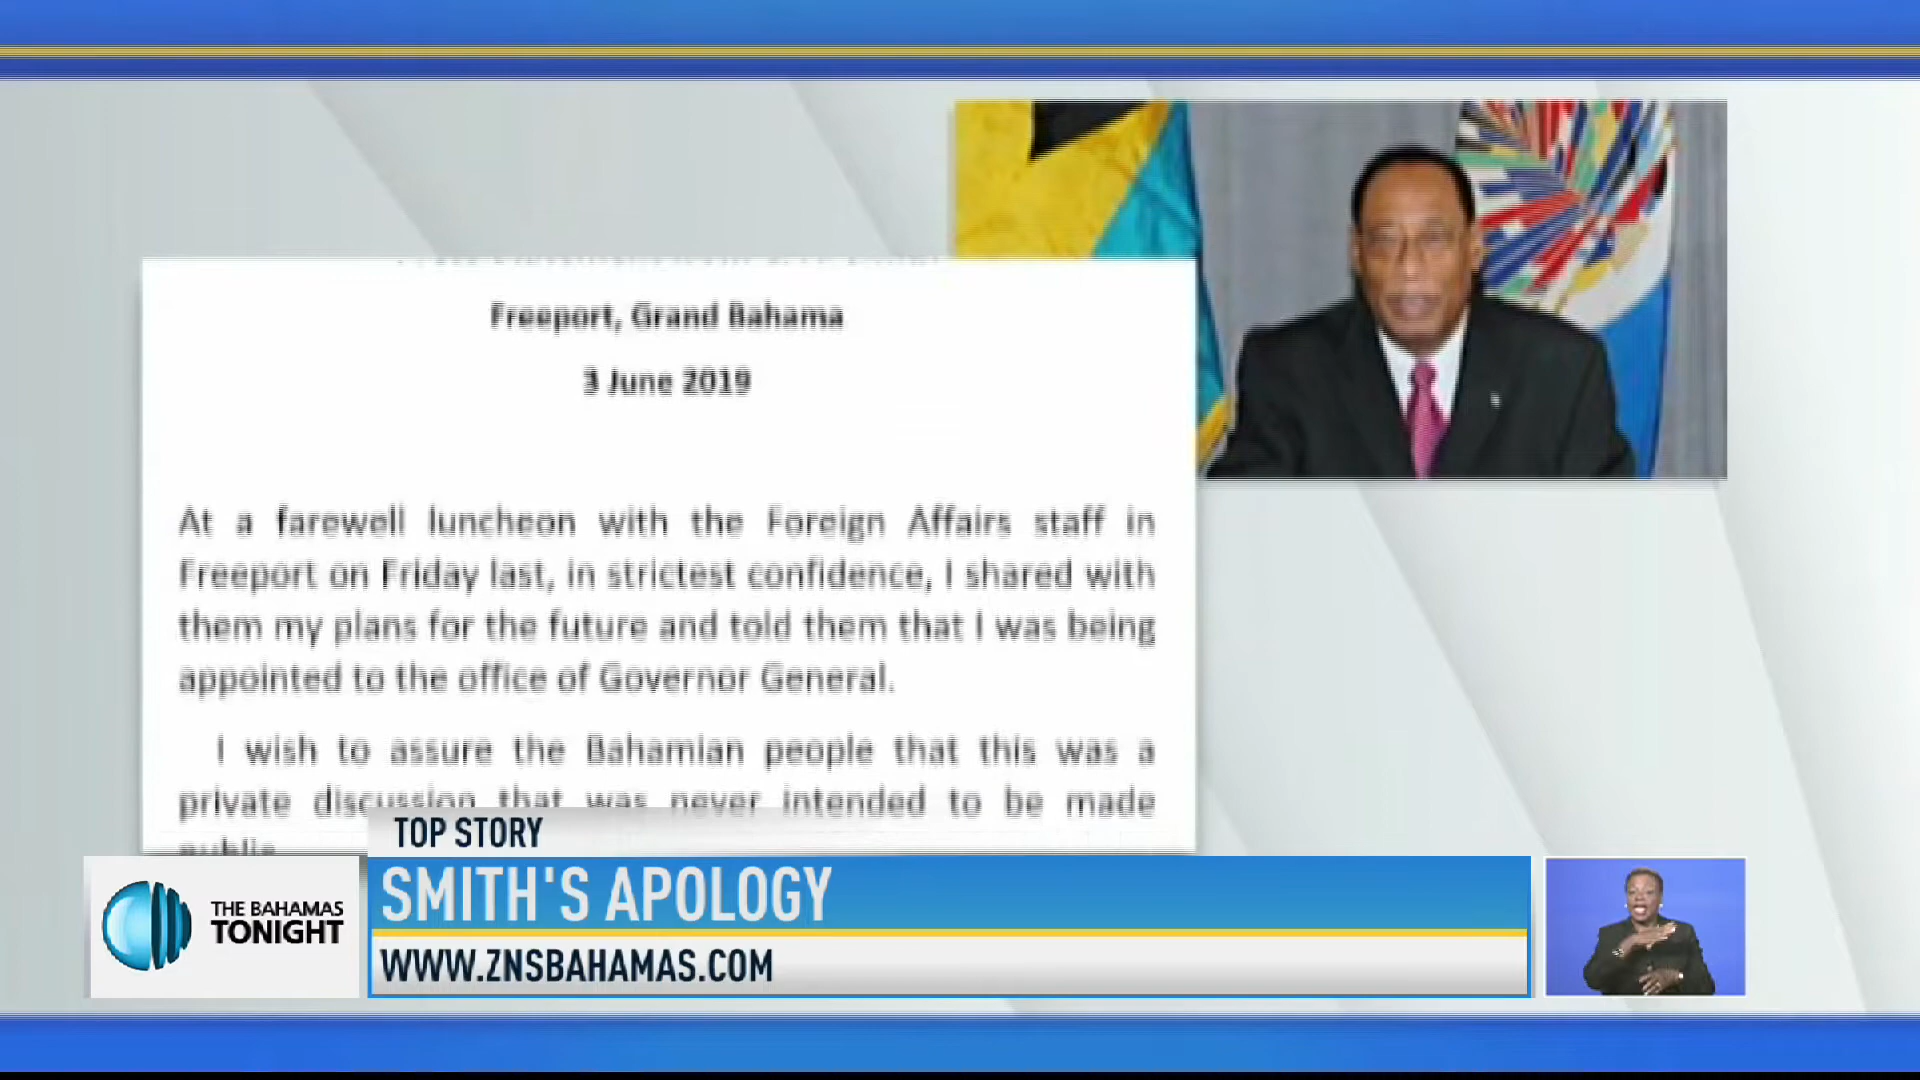 Freeport, Grand Bahama
3 June 2019
At a farewell luncheon with the Foreign Affairs staff in
Freeport on Friday last, in strictest confidence, I shared with
them my plans for the future and told them that I was being
appointed to the office of Governor General.
I wish to assure the Bahamian people that this was a
private discussion that was never intended to be made
public
TOP STORY
SMITH'S APOLOGY
WWW.ZNSBAHAMAS.COM
THE BAHAMAS
TONIGHT